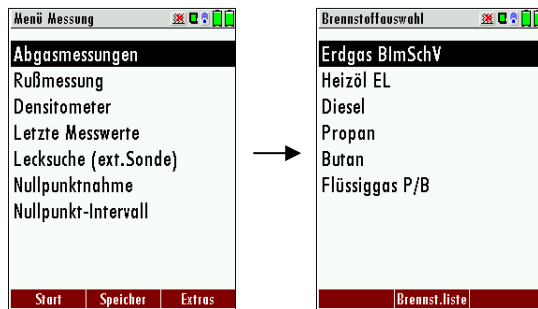 Menü Messung
Abgasmessungen
Rußmessung
Densitometer
Letzte Messwerte
Lecksuche (ext.Sonde)
Nullpunktnahme
Nullpunkt-Intervall
Start Speicher Extras
Brennstoffauswahl
Erdgas BImSchV
Heizöl EL
Diesel
Propan
Butan
Flüssiggas P/B
Brennst.liste